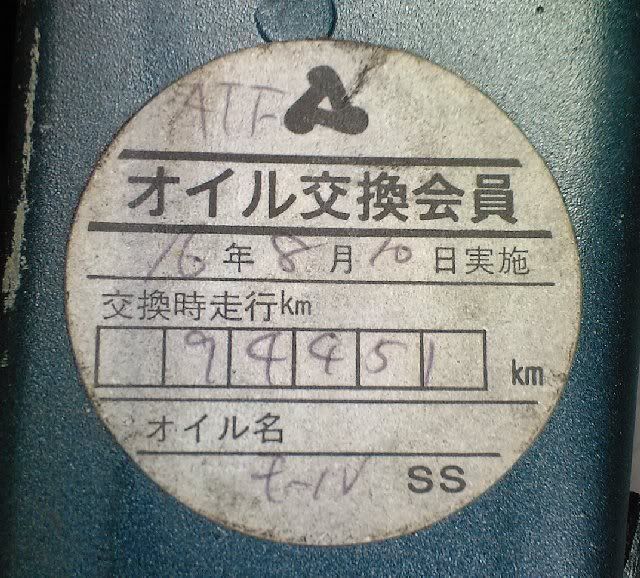 ATF
オイル交換会員
16年8月10日実施
交換時走行km
94451 km
オイル名
t-IV SS